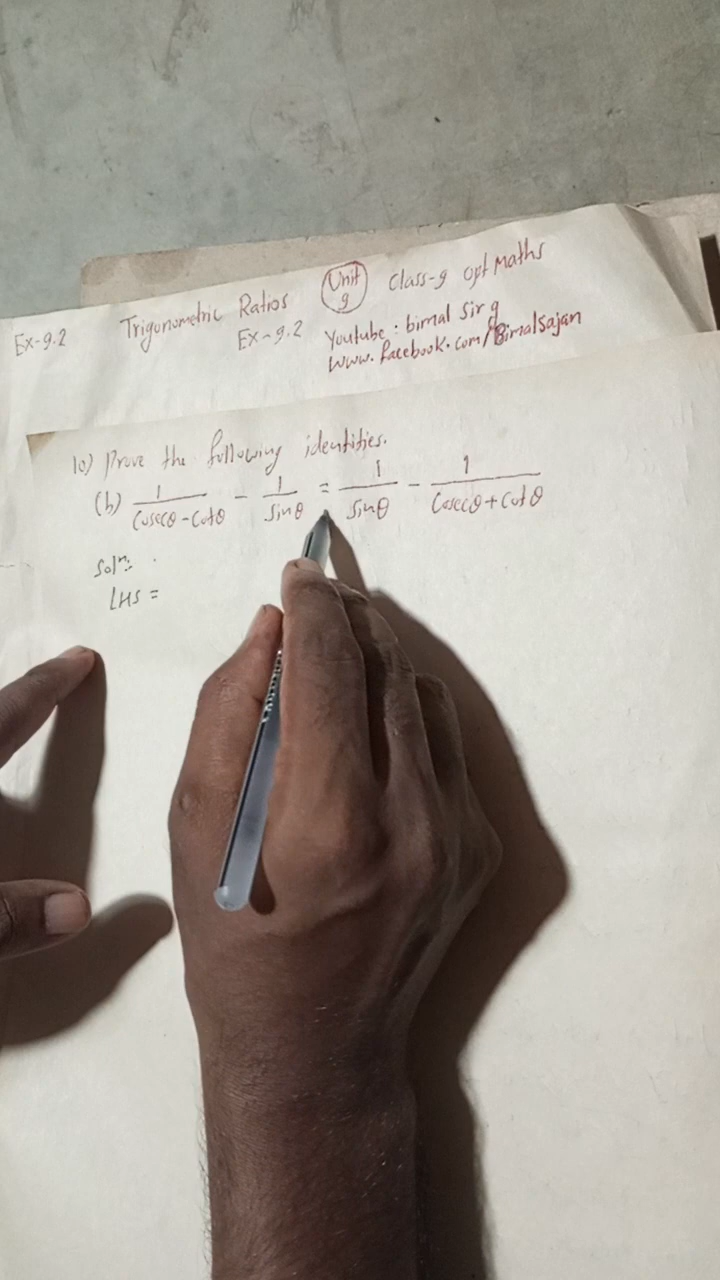 Ex-9.2 Trigonometric Ratios Unit 9 Class-9 opt Maths
Ex-9.2 Youtube : bimal Sir g
www.facebook.com/Bimalsajan
10) Prove the following identities.
(h) 1/(Cosecθ - Cotθ) - 1/Sinθ = 1/Sinθ - 1/(Cosecθ + Cotθ)
Solⁿ:
LHS =